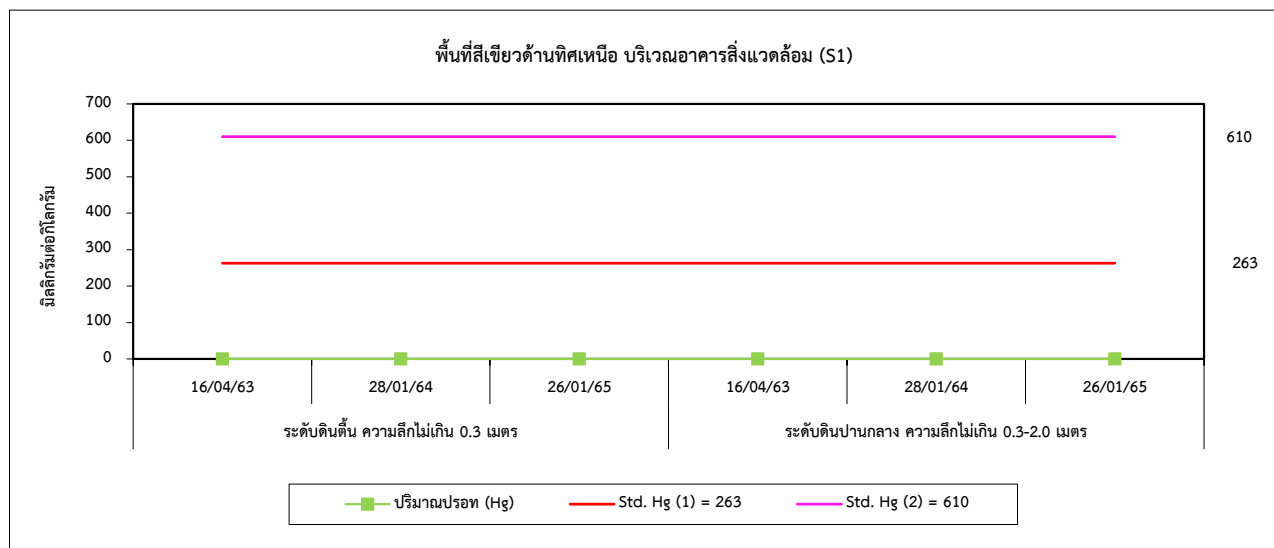 พื้นที่สีเขียวด้านทิศเหนือ บริเวณอาคารสิ่งแวดล้อม (S1)
มิลลิกรัมต่อกิโลกรัม
700
600
500
400
300
200
100
0
610
263
16/04/63 28/01/64 26/01/65 16/04/63 28/01/64 26/01/65
ระดับดินตื้น ความลึกไม่เกิน 0.3 เมตร ระดับดินปานกลาง ความลึกไม่เกิน 0.3-2.0 เมตร
ปริมาณปรอท (Hg) Std. Hg (1) = 263 Std. Hg (2) = 610